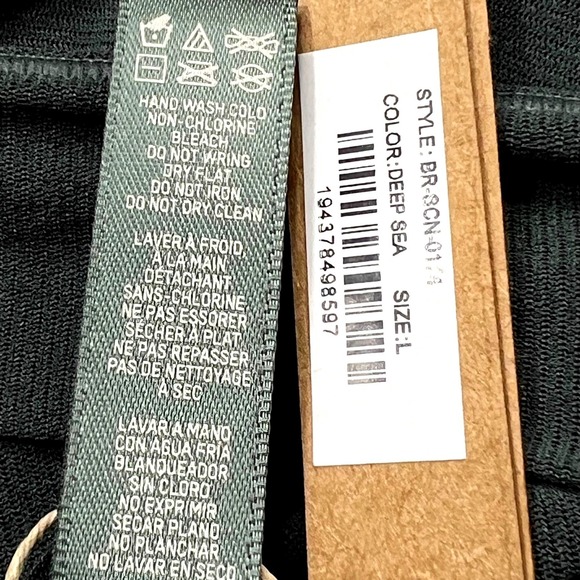 HAND WASH COLD
NON-CHLORINE
BLEACH
DO NOT WRING
DRY FLAT
DO NOT IRON
DO NOT DRY CLEAN
LAVER A FROID
A LA MAIN
DETACHANT
SANS CHLORINE
NE PAS ESSORER
SECHER A PLAT
NE PAS REPASSER
PAS DE NETTOYAGE
A SEC
LAVAR A MANO
CON AGUA FRIA
BLANQUEADOR
SIN CLORO
NO EXPRIMIR
SECAR PLANO
NO PLANCHAR
NO LAVAR EN SECO
STYLE: BR-SCN-
COLOR:DEEP SEA SIZE:L
194378498597